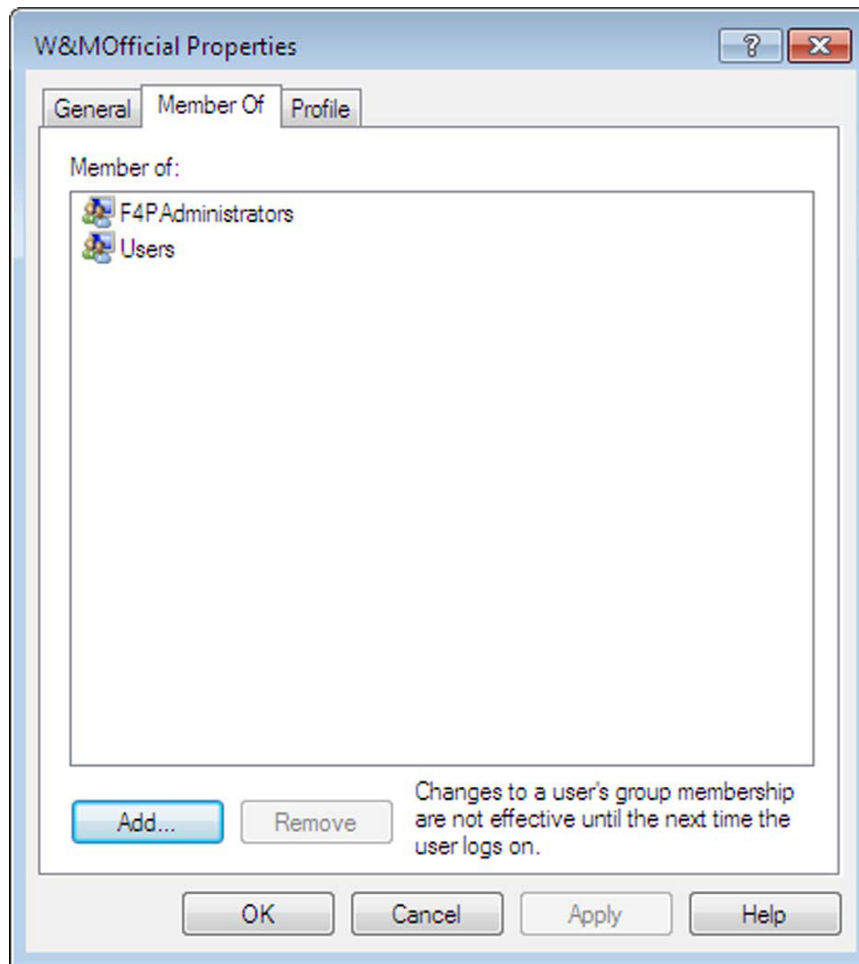 W&MOfficial Properties
General Member Of Profile
Member of:
F4PAdministrators
Users
Add... Remove
Changes to a user's group membership
are not effective until the next time the
user logs on.
OK Cancel Apply Help